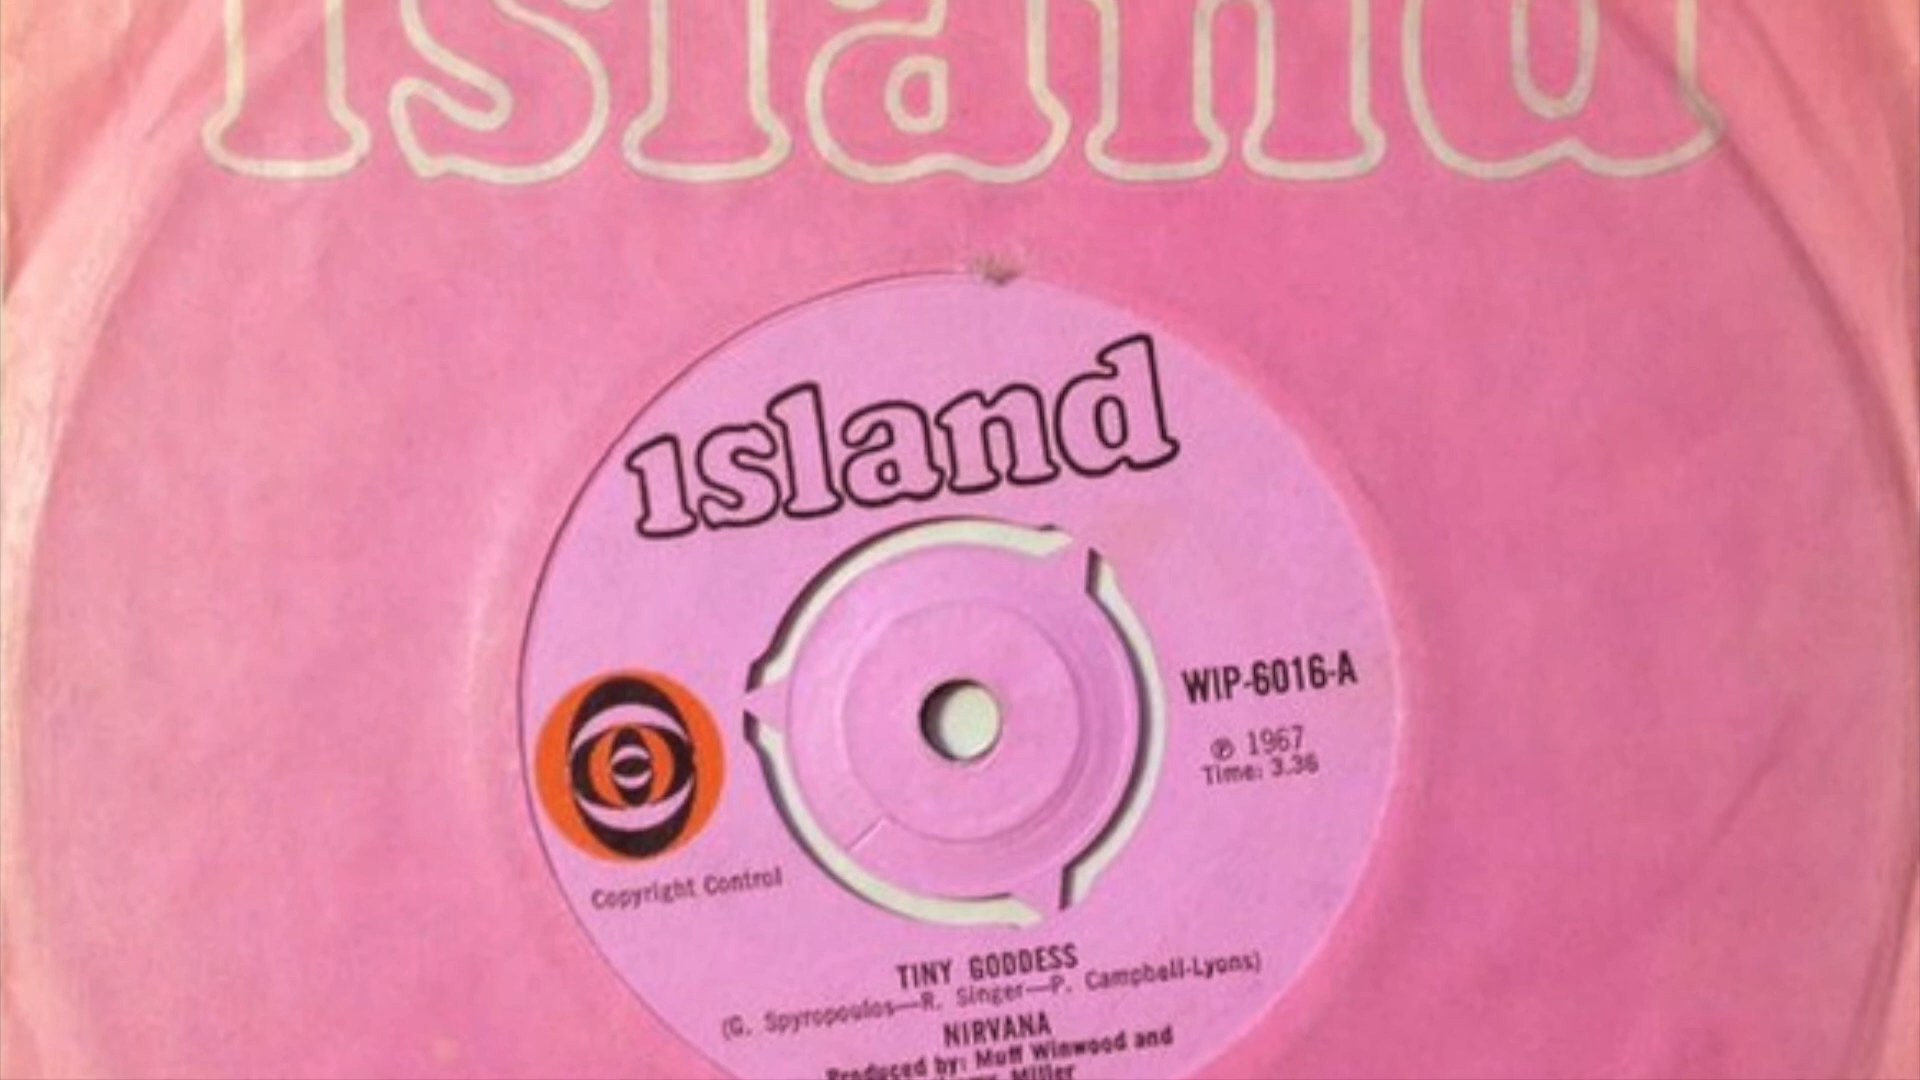 island
island
WIP-6016-A
℗ 1967
Time: 3.36
Copyright Control
TINY GODDESS
(G. Spyropoulos—R. Singer—P. Campbell-Lyons)
NIRVANA
Produced by: Muff Winwood and
Miller